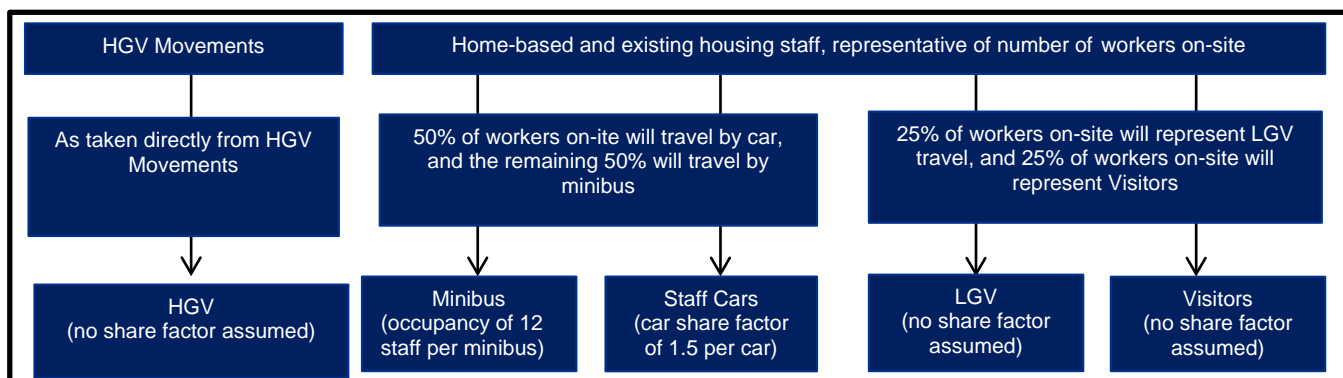 HGV Movements
Home-based and existing housing staff, representative of number of workers on-site
As taken directly from HGV
Movements
50% of workers on-ite will travel by car,
and the remaining 50% will travel by
minibus
25% of workers on-site will represent LGV
travel, and 25% of workers on-site will
represent Visitors
HGV
(no share factor assumed)
Minibus
(occupancy of 12
staff per minibus)
Staff Cars
(car share factor
of 1.5 per car)
LGV
(no share factor
assumed)
Visitors
(no share factor
assumed)